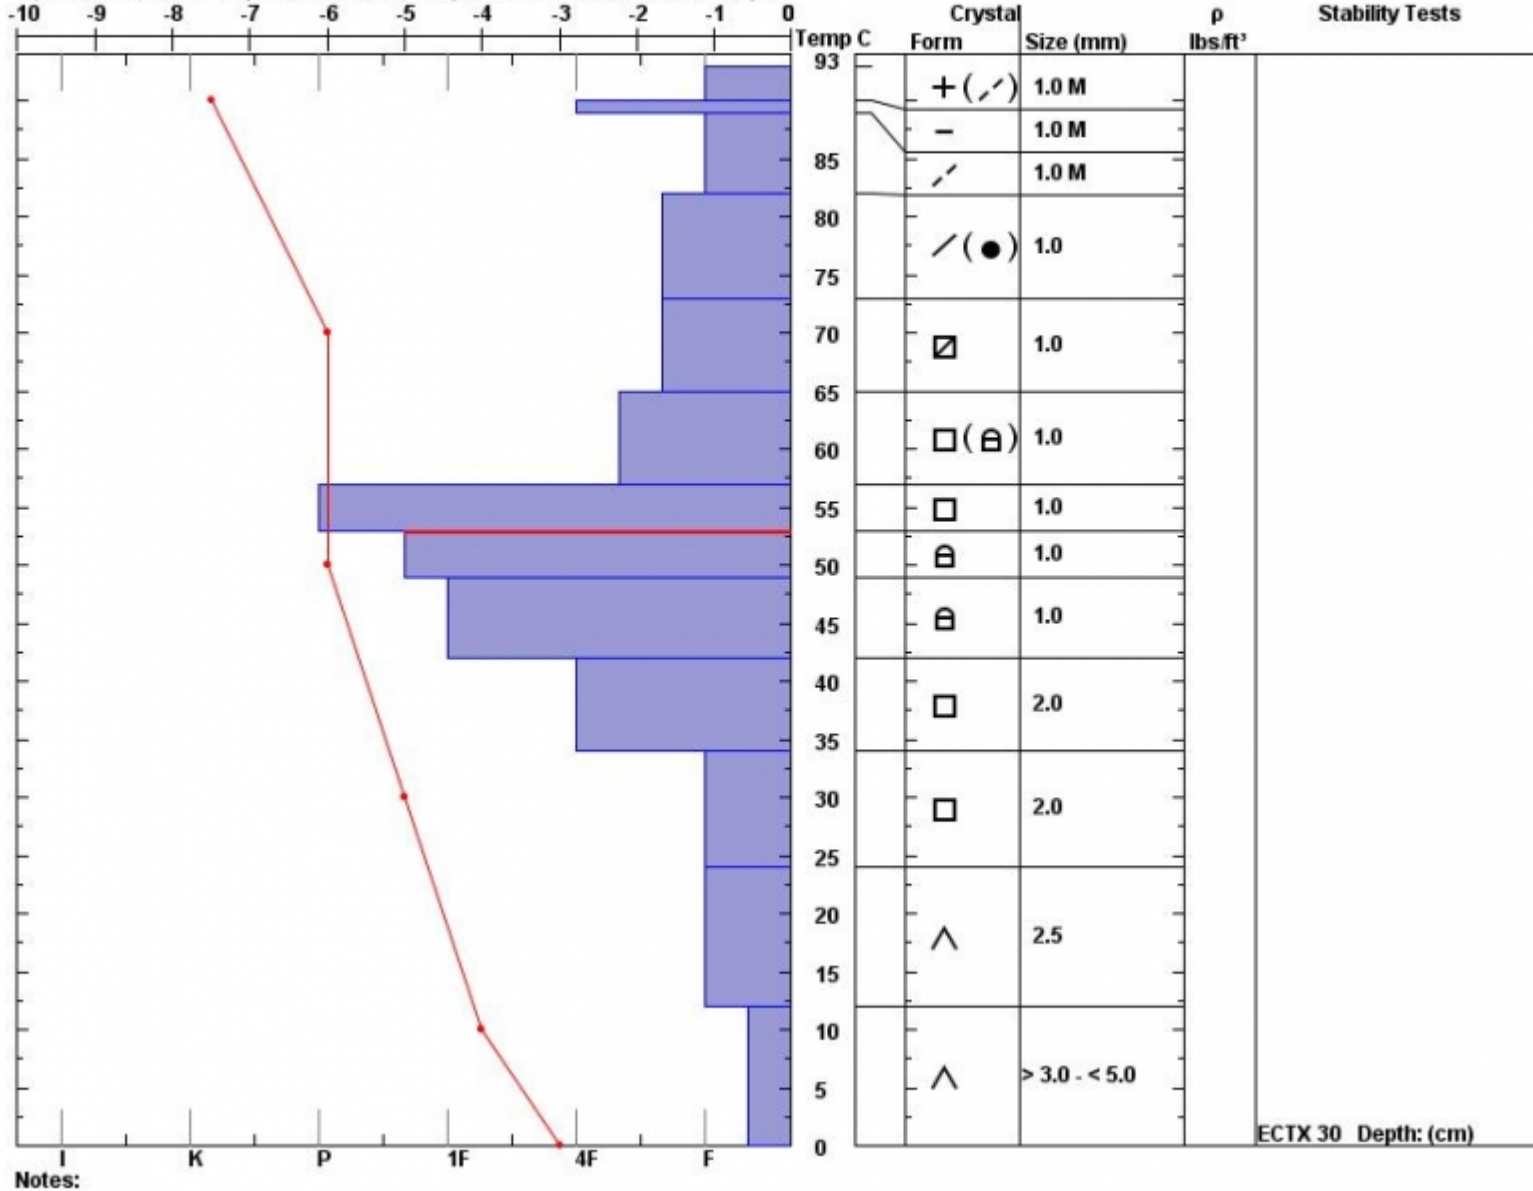 -10 -9 -8 -7 -6 -5 -4 -3 -2 -1 0
Crystal ρ Stability Tests
Temp C Form Size (mm) lbs/ft³
93
+ ( ) 1.0 M
– 1.0 M
85
1.0 M
80
/ ( ● ) 1.0
75
70
1.0
65
( ) 1.0
60
55 1.0
50 1.0
45 1.0
40
2.0
35
30 2.0
25
20
2.5
15
10
> 3.0 - < 5.0
5
ECTX 30 Depth: (cm)
0
I K P 1F 4F F
Notes: